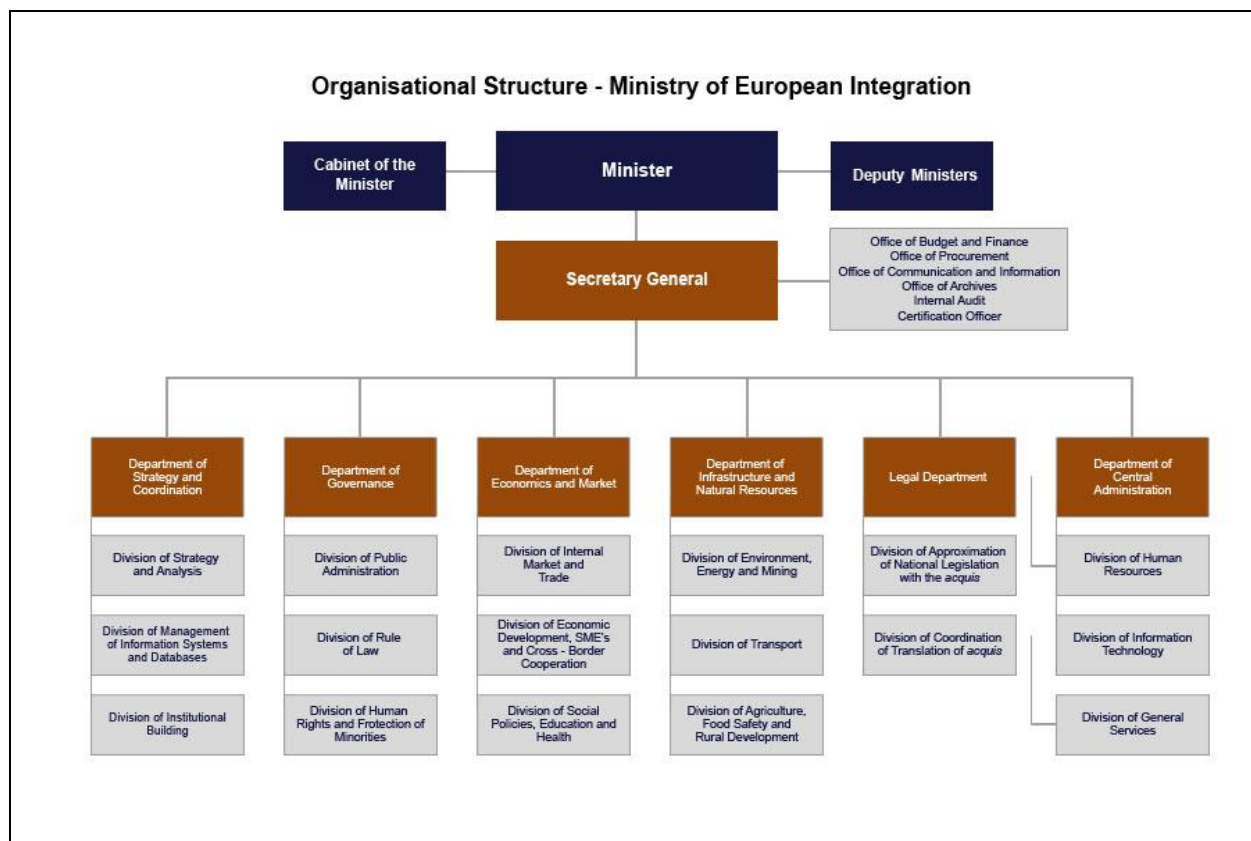 Organisational Structure - Ministry of European Integration
Cabinet of the
Minister
Minister
Deputy Ministers
Secretary General
Office of Budget and Finance
Office of Procurement
Office of Communication and Information
Office of Archives
Internal Audit
Certification Officer
Department of
Strategy and
Coordination
Division of Strategy
and Analysis
Division of Management
of Information Systems
and Databases
Division of Institutional
Building
Department of
Governance
Division of Public
Administration
Division of Rule
of Law
Division of Human
Rights and Frotection of
Minorities
Department of
Economics and Market
Division of Internal
Market and
Trade
Division of Economic
Development, SME's
and Cross - Border
Cooperation
Division of Social
Policies, Education and
Health
Department of
Infrastructure and
Natural Resources
Division of Environment,
Energy and Mining
Division of Transport
Division of Agriculture,
Food Safety and
Rural Development
Legal Department
Division of Approximation
of National Legislation
with the acquis
Division of Coordination
of Translation of acquis
Department of
Central
Administration
Division of Human
Resources
Division of Information
Technology
Division of General
Services